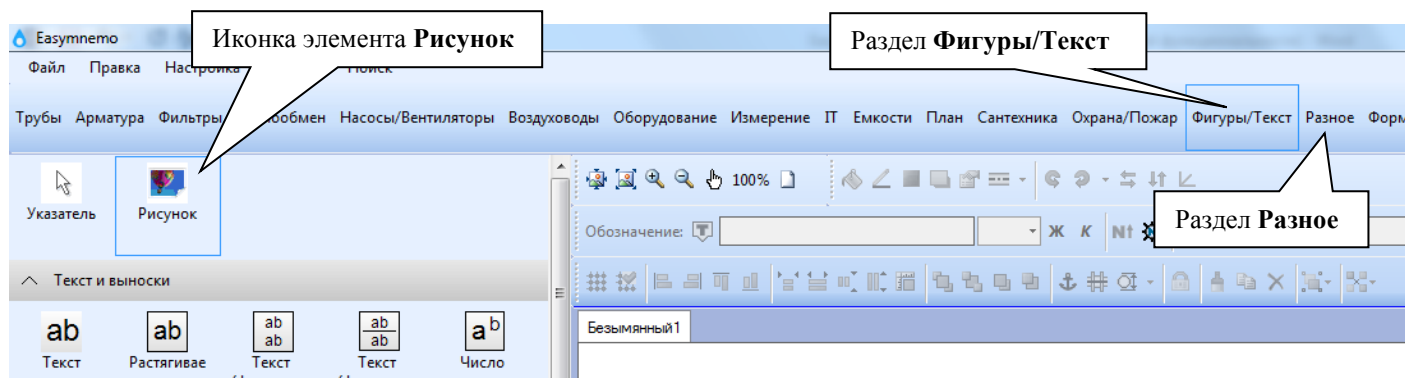 Easymnemo
Иконка элемента Рисунок
Раздел Фигуры/Текст
Файл Правка Настройка Поиск
Трубы Арматура Фильтры Насосы/Вентиляторы Воздуховоды Оборудование Измерение IT Емкости План Сантехника Охрана/Пожар Фигуры/Текст Разное
Указатель Рисунок
100%
Обозначение: T Ж К N
Раздел Разное
Текст и выноски
ab ab ab ab ab ab a b
Текст Растягивае Текст Текст Число
Безымянный1